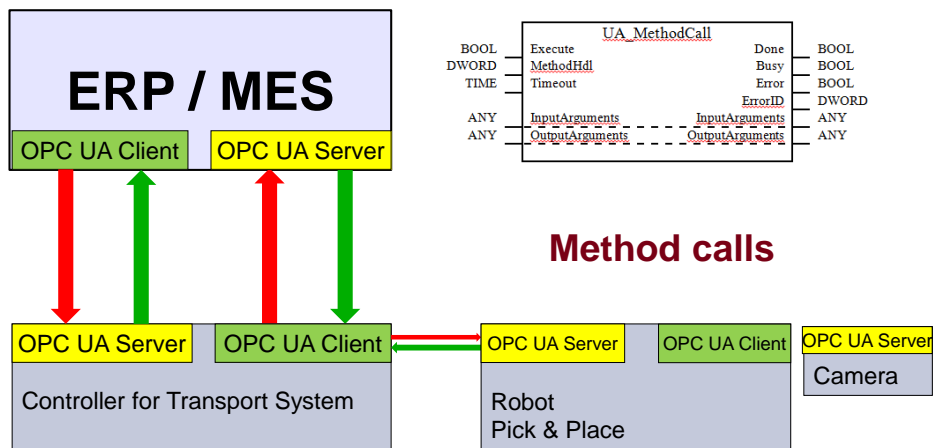 ERP / MES
OPC UA Client
OPC UA Server
UA_MethodCall
BOOL Execute Done BOOL
DWORD MethodHdl Busy BOOL
TIME Timeout Error BOOL
ErrorID DWORD
ANY InputArguments InputArguments ANY
ANY OutputArguments OutputArguments ANY
Method calls
OPC UA Server
OPC UA Client
Controller for Transport System
OPC UA Server
OPC UA Client
Robot
Pick & Place
OPC UA Server
Camera